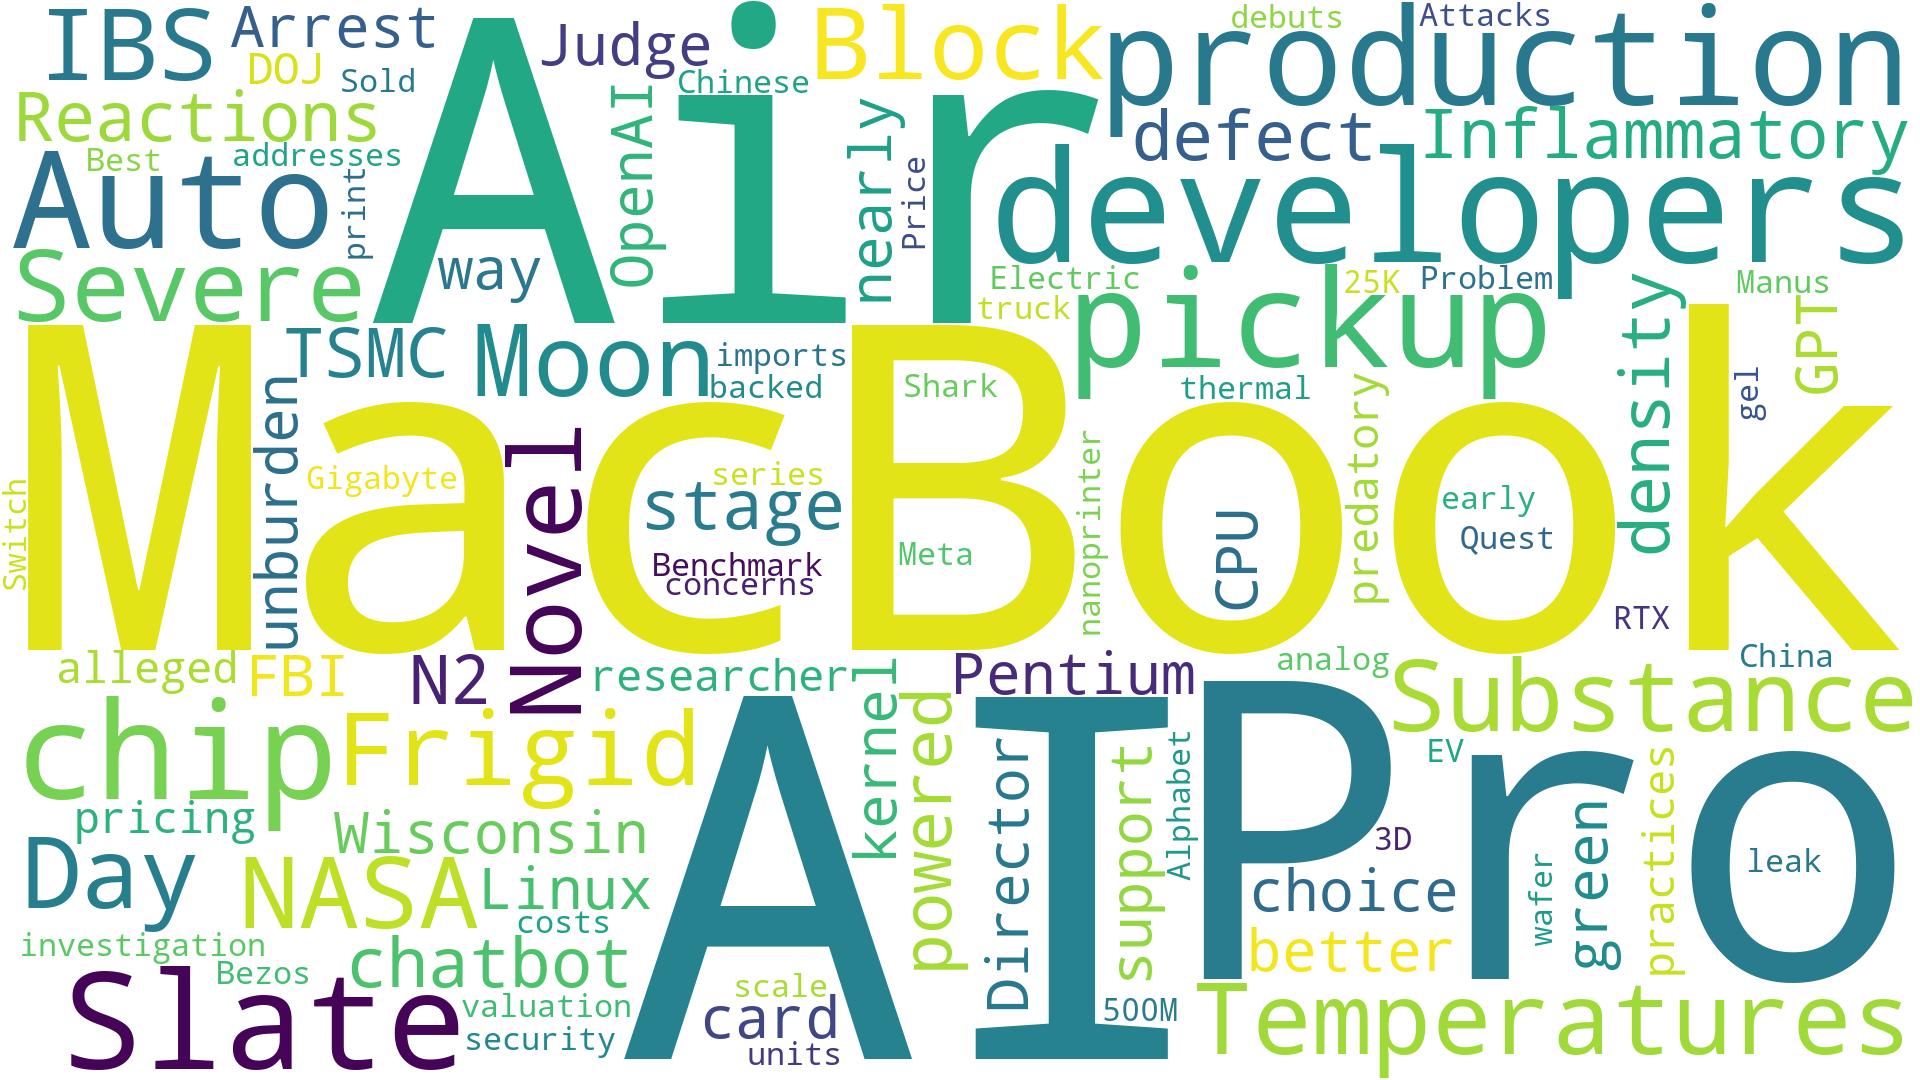 IBS
Arrest
DOJ
Sold
Reactions
Best
addresses
Auto
print
Severe
Air
way
Judge
OpenAI
Chinese
Block
nearly
Price
production
debuts
Attacks
defect
Inflammatory
developers
Electric
truck
pickup
25K
Problem
Manus
density
GPT
gel
TSMC
Moon
imports
backed
Shark
thermal
MacBook
Switch
unburden
Gigabyte
Novel
series
stage
Benchmark
concerns
Meta
nanoprinter
predatory
CPU
early
Quest
RTX
China
alleged
FBI
N2
researcher
kernel
Pentium
analog
Substance
chip
Frigid
powered
AI
Director
support
Alphabet
Pro
EV
practices
3D
leak
pricing
Wisconsin
Day
NASA
Linux
costs
choice
wafer
green
better
investigation
Bezos
chatbot
Slate
valuation
security
scale
card
units
500M
Temperatures